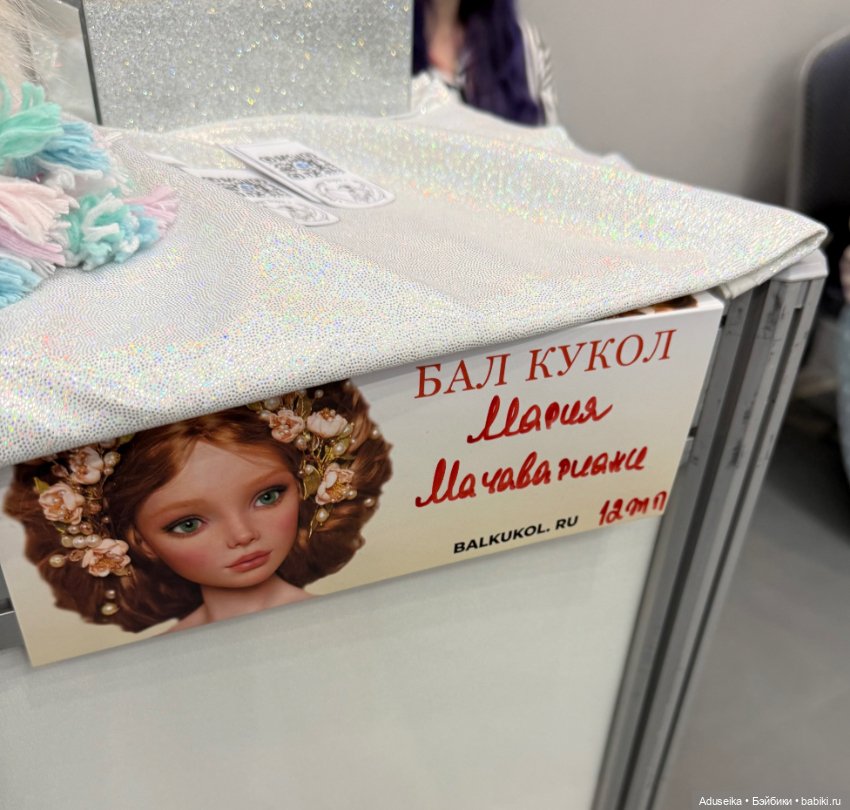 БАЛ КУКОЛ
Мария
Мачавариани
12тп
BALKUKOL. RU
Aduseika • Бэйбики • babiki.ru